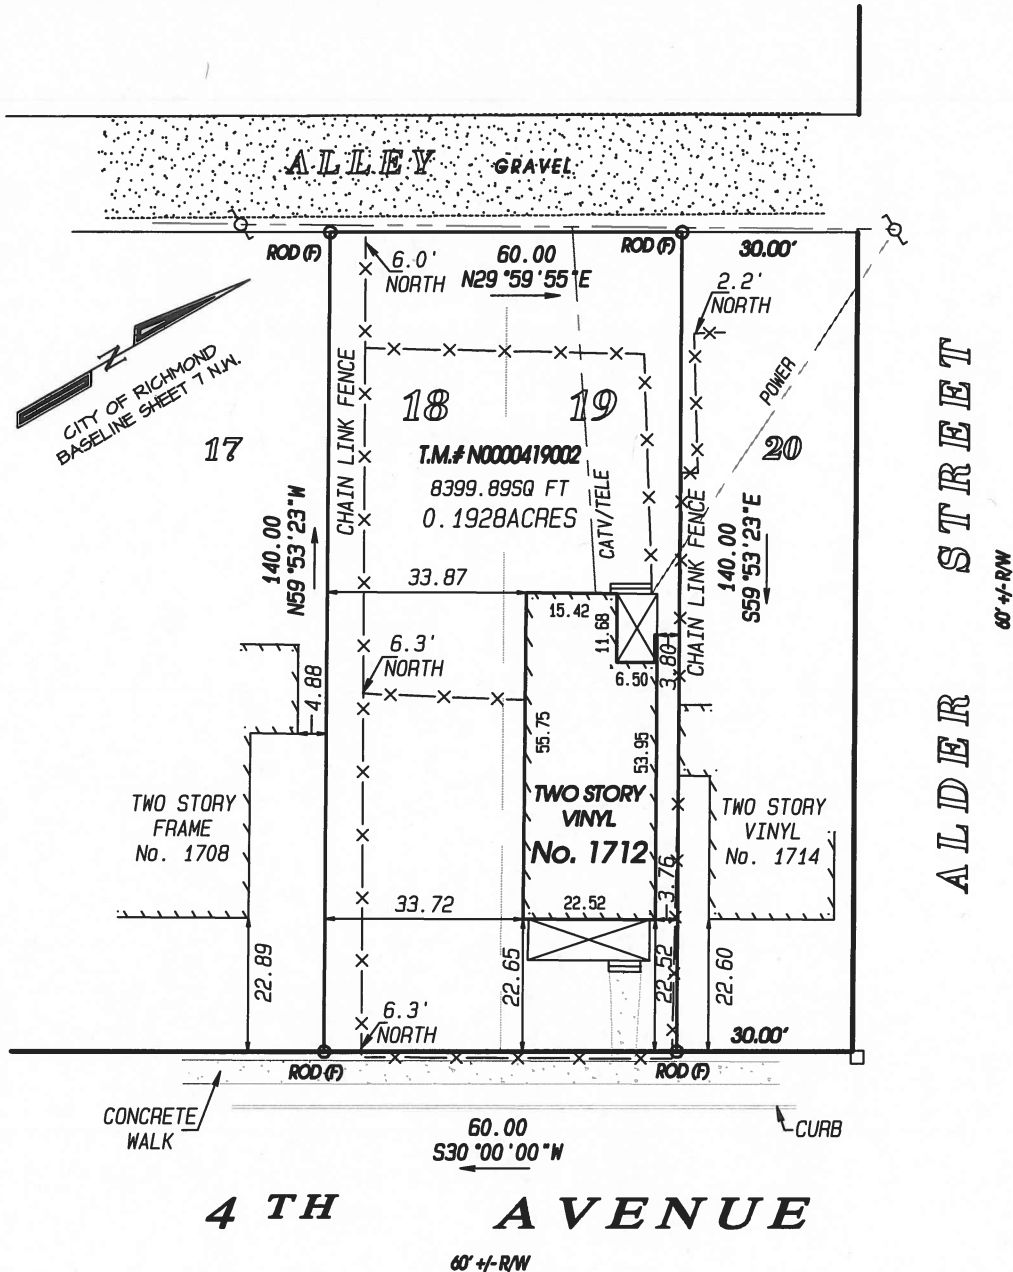 ALLEY GRAVEL
ROD (F)
6.0'
NORTH
60.00
N29°59'55"E
ROD (F)
30.00'
2.2'
NORTH
N
CITY OF RICHMOND
BASELINE SHEET 7 N.W.
17
CHAIN LINK FENCE
18
19
20
POWER
T.M.# N0000419002
8399.89SQ FT
0.1928ACRES
CATV/TELE
CHAIN LINK FENCE
140.00
N59°53'23"W
140.00
S59°53'23"E
ALDER STREET
60' +/- R/W
33.87
15.42
11.68
6.50
3.80
6.3'
NORTH
4.88
55.75
53.95
TWO STORY
FRAME
No. 1708
TWO STORY
VINYL
No. 1712
TWO STORY
VINYL
No. 1714
3.76
33.72
22.52
22.89
22.65
22.52
22.60
6.3'
NORTH
30.00'
ROD (F)
ROD (F)
CONCRETE
WALK
CURB
60.00
S30°00'00"W
4 TH AVENUE
60' +/- R/W